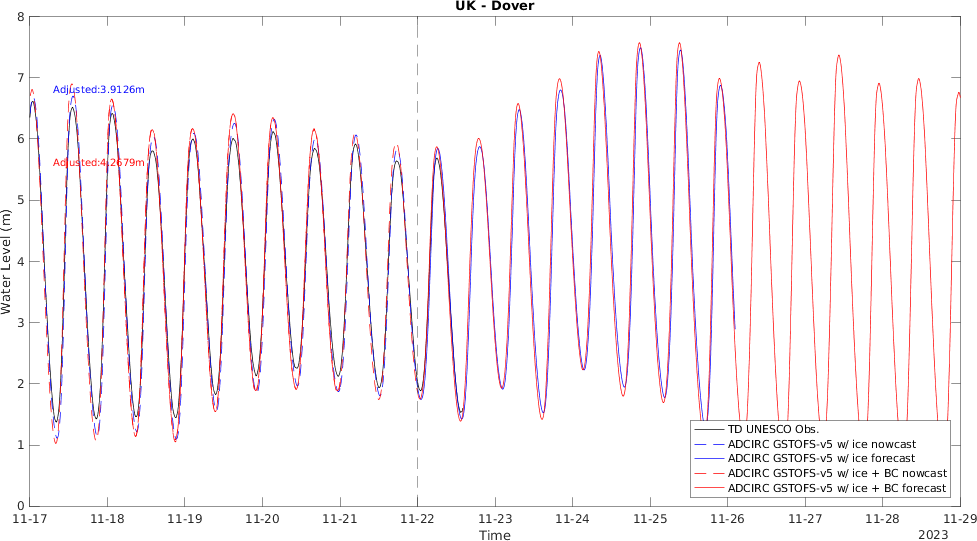 UK - Dover
8
7
6
5
4
3
2
1
0
Water Level (m)
Adjusted:3.9126m
Adjusted:4.2679m
TD UNESCO Obs.
ADCIRC GSTOFS-v5 w/ ice nowcast
ADCIRC GSTOFS-v5 w/ ice forecast
ADCIRC GSTOFS-v5 w/ ice + BC nowcast
ADCIRC GSTOFS-v5 w/ ice + BC forecast
11-17 11-18 11-19 11-20 11-21 11-22 11-23 11-24 11-25 11-26 11-27 11-28 11-29
Time
2023